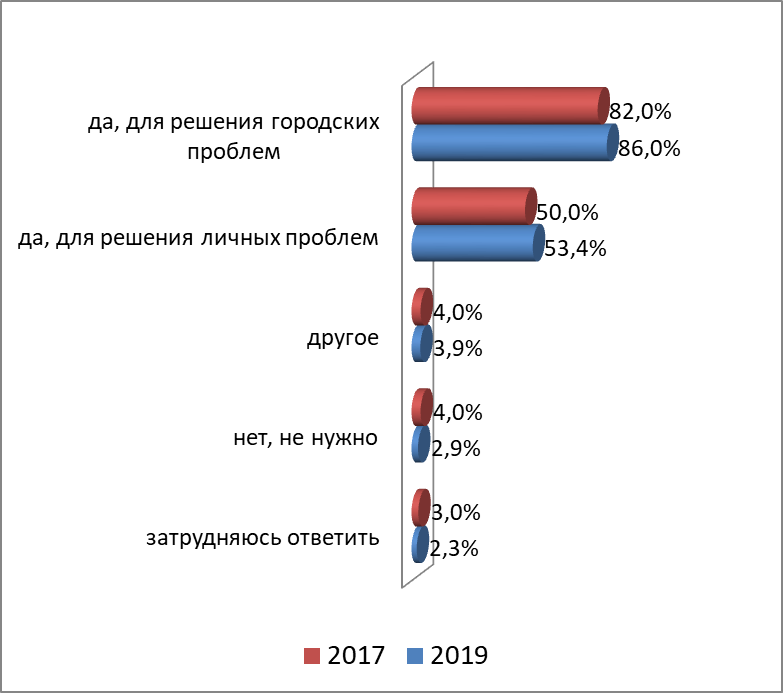 да, для решения городских
проблем
82,0%
86,0%
да, для решения личных проблем
50,0%
53,4%
другое
4,0%
3,9%
нет, не нужно
4,0%
2,9%
затрудняюсь ответить
3,0%
2,3%
2017 2019